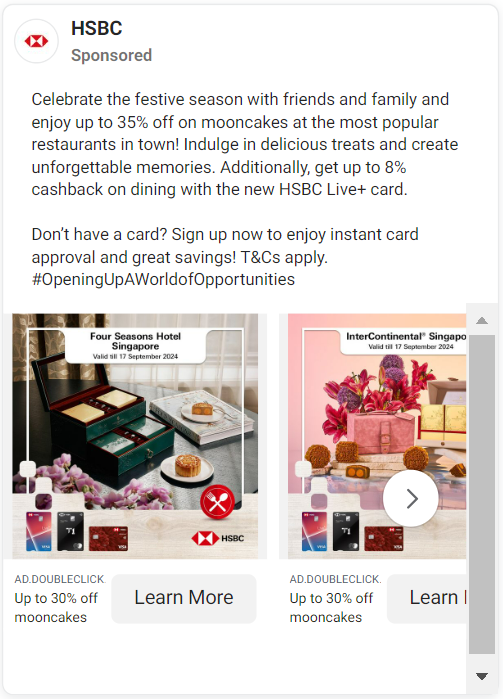 HSBC
Sponsored
Celebrate the festive season with friends and family and
enjoy up to 35% off on mooncakes at the most popular
restaurants in town! Indulge in delicious treats and create
unforgettable memories. Additionally, get up to 8%
cashback on dining with the new HSBC Live+ card.
Don’t have a card? Sign up now to enjoy instant card
approval and great savings! T&Cs apply.
#OpeningUpAWorldofOpportunities
Four Seasons Hotel
Singapore
Valid till 17 September 2024
HSBC
VISA
VISA
InterContinental® Singapo
Valid till 17 September 2024
VISA
VISA
AD.DOUBLECLICK.
Up to 30% off
mooncakes
Learn More
AD.DOUBLECLICK.
Up to 30% off
mooncakes
Learn